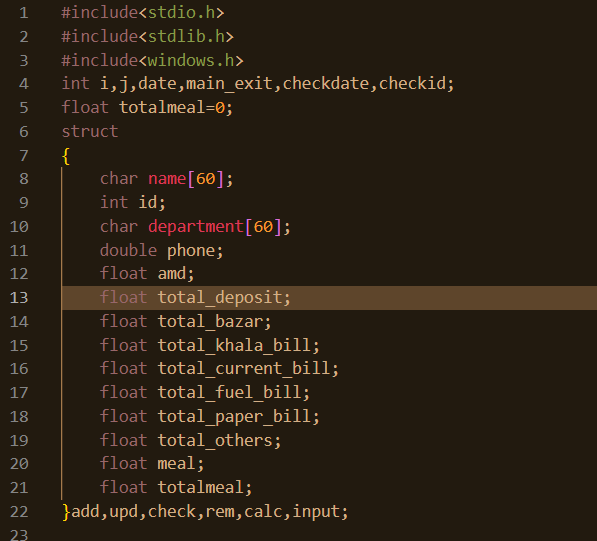 1 #include<stdio.h>
2 #include<stdlib.h>
3 #include<windows.h>
4 int i,j,date,main_exit,checkdate,checkid;
5 float totalmeal=0;
6 struct
7 {
8     char name[60];
9     int id;
10     char department[60];
11     double phone;
12     float amd;
13     float total_deposit;
14     float total_bazar;
15     float total_khala_bill;
16     float total_current_bill;
17     float total_fuel_bill;
18     float total_paper_bill;
19     float total_others;
20     float meal;
21     float totalmeal;
22 }add,upd,check,rem,calc,input;
23